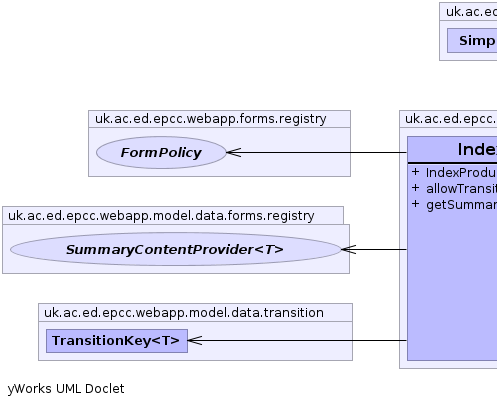 uk.ac.ed
Simp
uk.ac.ed.epcc.webapp.forms.registry
FormPolicy
uk.ac.ed.epcc.
Index
+ IndexProdu
+ allowTransit
+ getSummar
uk.ac.ed.epcc.webapp.model.data.forms.registry
SummaryContentProvider<T>
uk.ac.ed.epcc.webapp.model.data.transition
TransitionKey<T>
yWorks UML Doclet